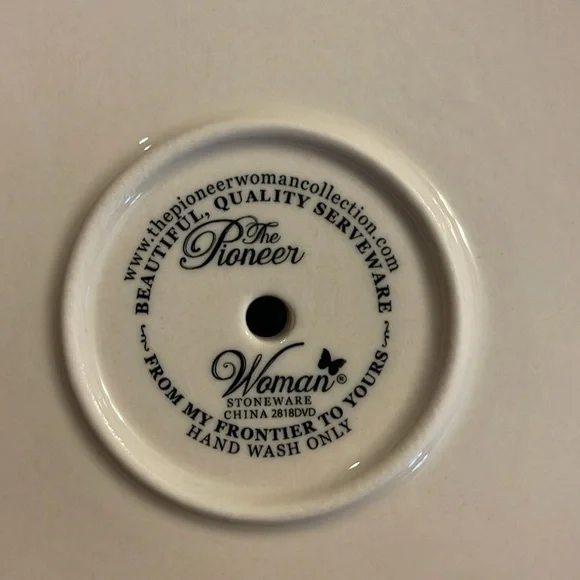 www.thepioneerwomancollection.com
BEAUTIFUL, QUALITY SERVEWARE
The
Pioneer
Woman®
STONEWARE
CHINA 2818DVD
FROM MY FRONTIER TO YOURS
HAND WASH ONLY